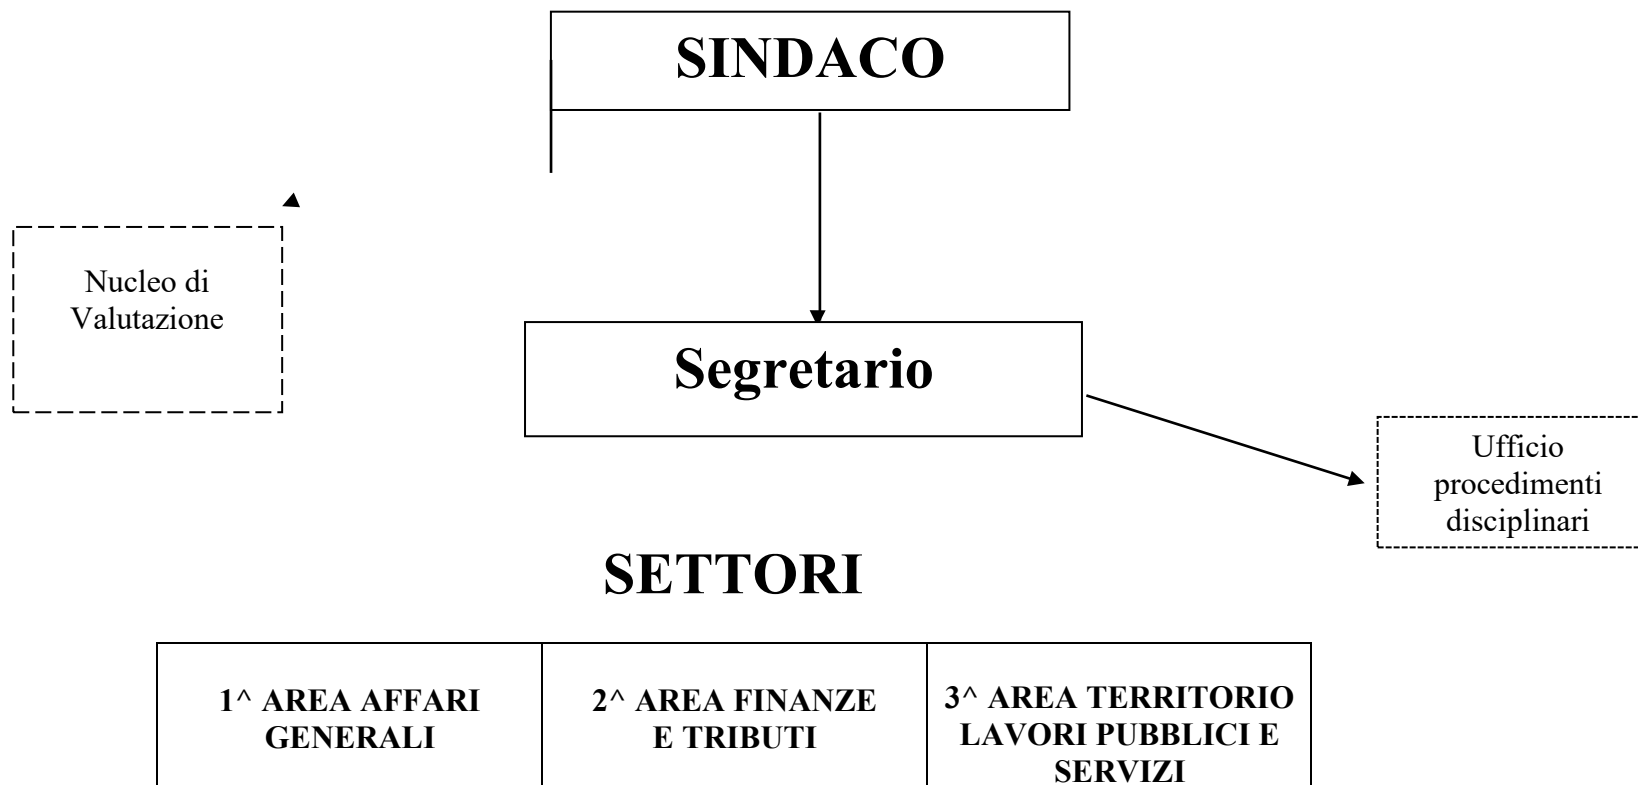 SINDACO
Nucleo di
Valutazione
Segretario
Ufficio
procedimenti
disciplinari
SETTORI
1^ AREA AFFARI
GENERALI
2^ AREA FINANZE
E TRIBUTI
3^ AREA TERRITORIO
LAVORI PUBBLICI E
SERVIZI